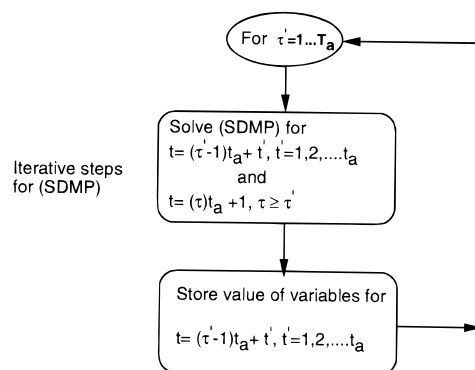 For τ'=1...Tₐ
Iterative steps
for (SDMP)
Solve (SDMP) for
t= (τ'-1)tₐ+ t', t'=1,2,....tₐ
and
t= (τ)tₐ +1, τ ≥ τ'
Store value of variables for
t= (τ'-1)tₐ+ t', t'=1,2,....tₐ